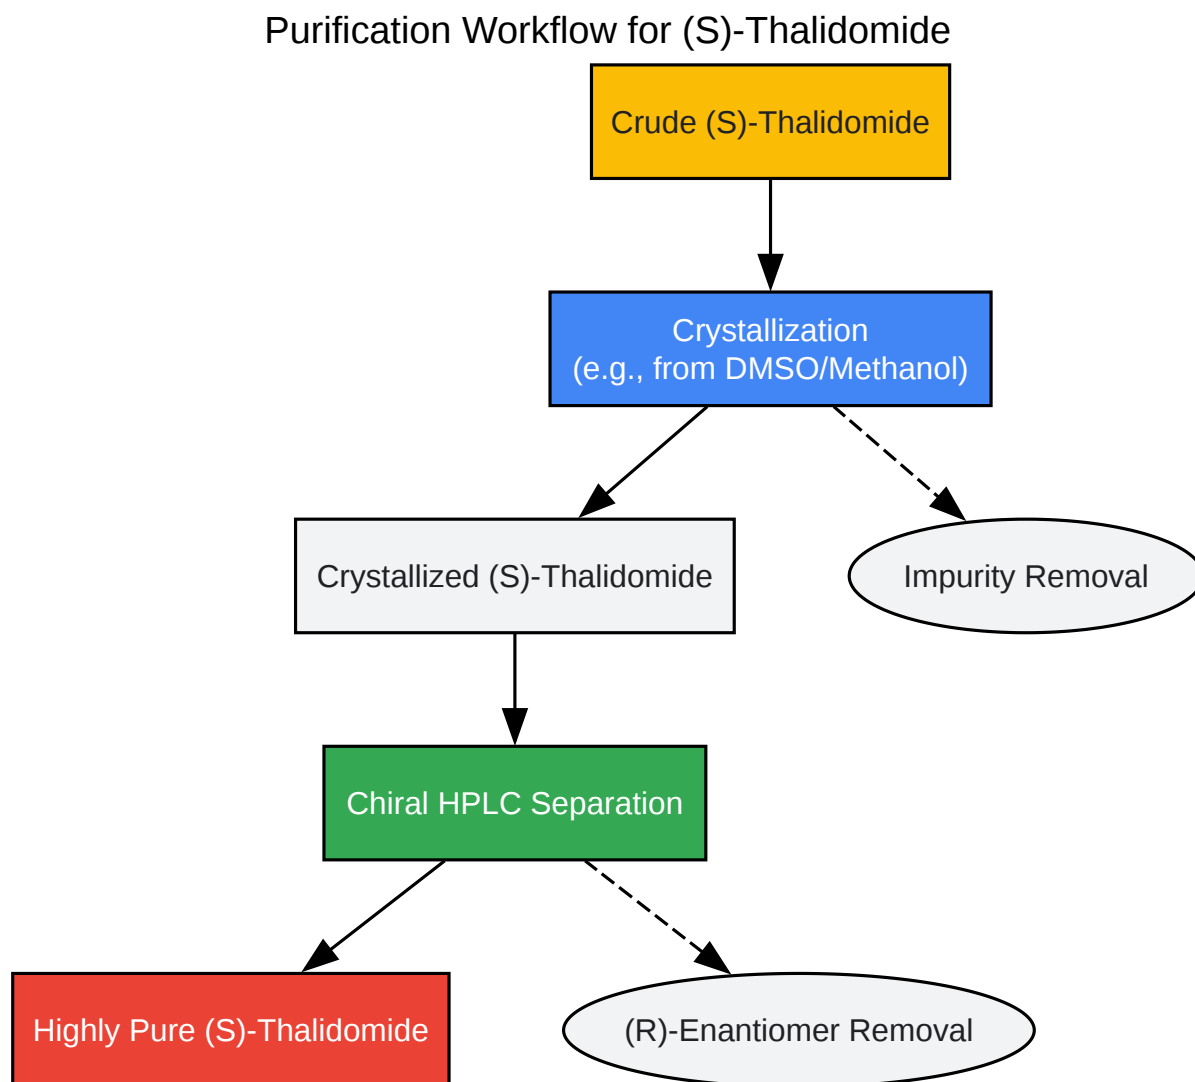 Purification Workflow for (S)-Thalidomide
Crude (S)-Thalidomide
Crystallization
(e.g., from DMSO/Methanol)
Crystallized (S)-Thalidomide
Impurity Removal
Chiral HPLC Separation
Highly Pure (S)-Thalidomide
(R)-Enantiomer Removal